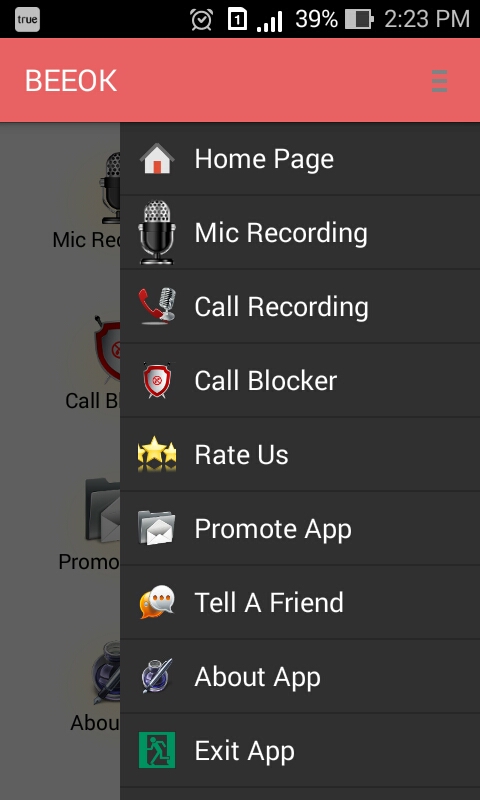 true 1 39% 2:23 PM
BEEOK
Home Page
Mic Rec
Mic Recording
Call Recording
Call Blocker
Call Bl
Rate Us
Promote App
Promo
Tell A Friend
About App
Abou
Exit App